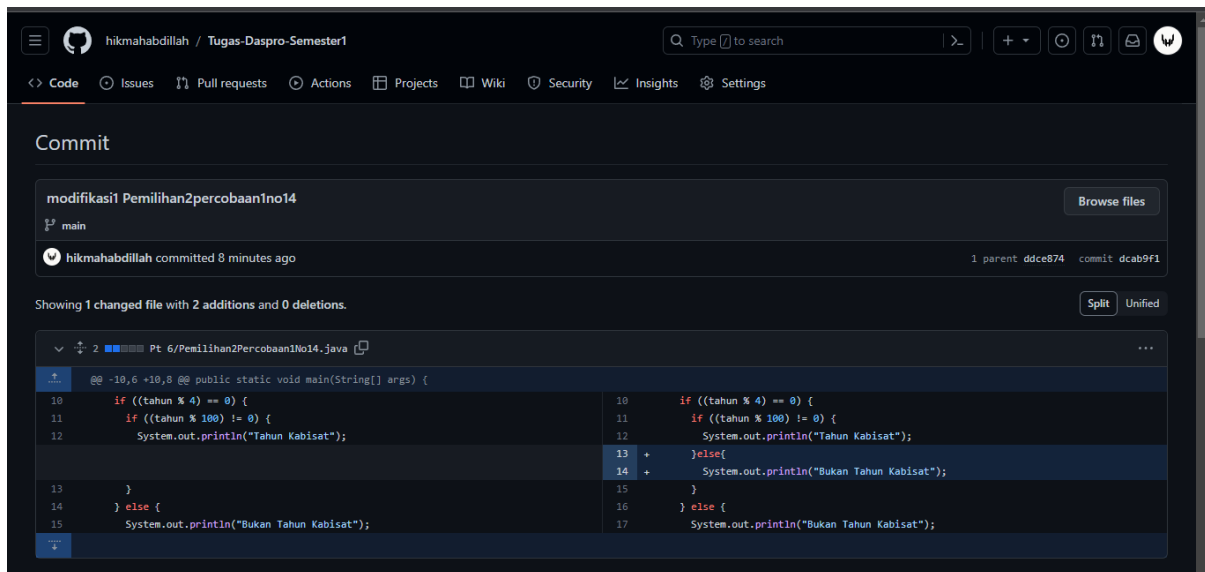 hikmahabdillah / Tugas-Daspro-Semester1
Type / to search
Code Issues Pull requests Actions Projects Wiki Security Insights Settings
Commit
modifikasi1 Pemilihan2percobaan1no14
Browse files
main
hikmahabdillah committed 8 minutes ago
1 parent ddce874 commit dcab9f1
Showing 1 changed file with 2 additions and 0 deletions.
Split Unified
2 Pt 6/Pemilihan2Percobaan1No14.java
@@ -10,6 +10,8 @@ public static void main(String[] args) {
10 if ((tahun % 4) == 0) {
11 if ((tahun % 100) != 0) {
12 System.out.println("Tahun Kabisat");
13 }
14 } else {
15 System.out.println("Bukan Tahun Kabisat");
10 if ((tahun % 4) == 0) {
11 if ((tahun % 100) != 0) {
12 System.out.println("Tahun Kabisat");
13 + }else{
14 + System.out.println("Bukan Tahun Kabisat");
15 }
16 } else {
17 System.out.println("Bukan Tahun Kabisat");